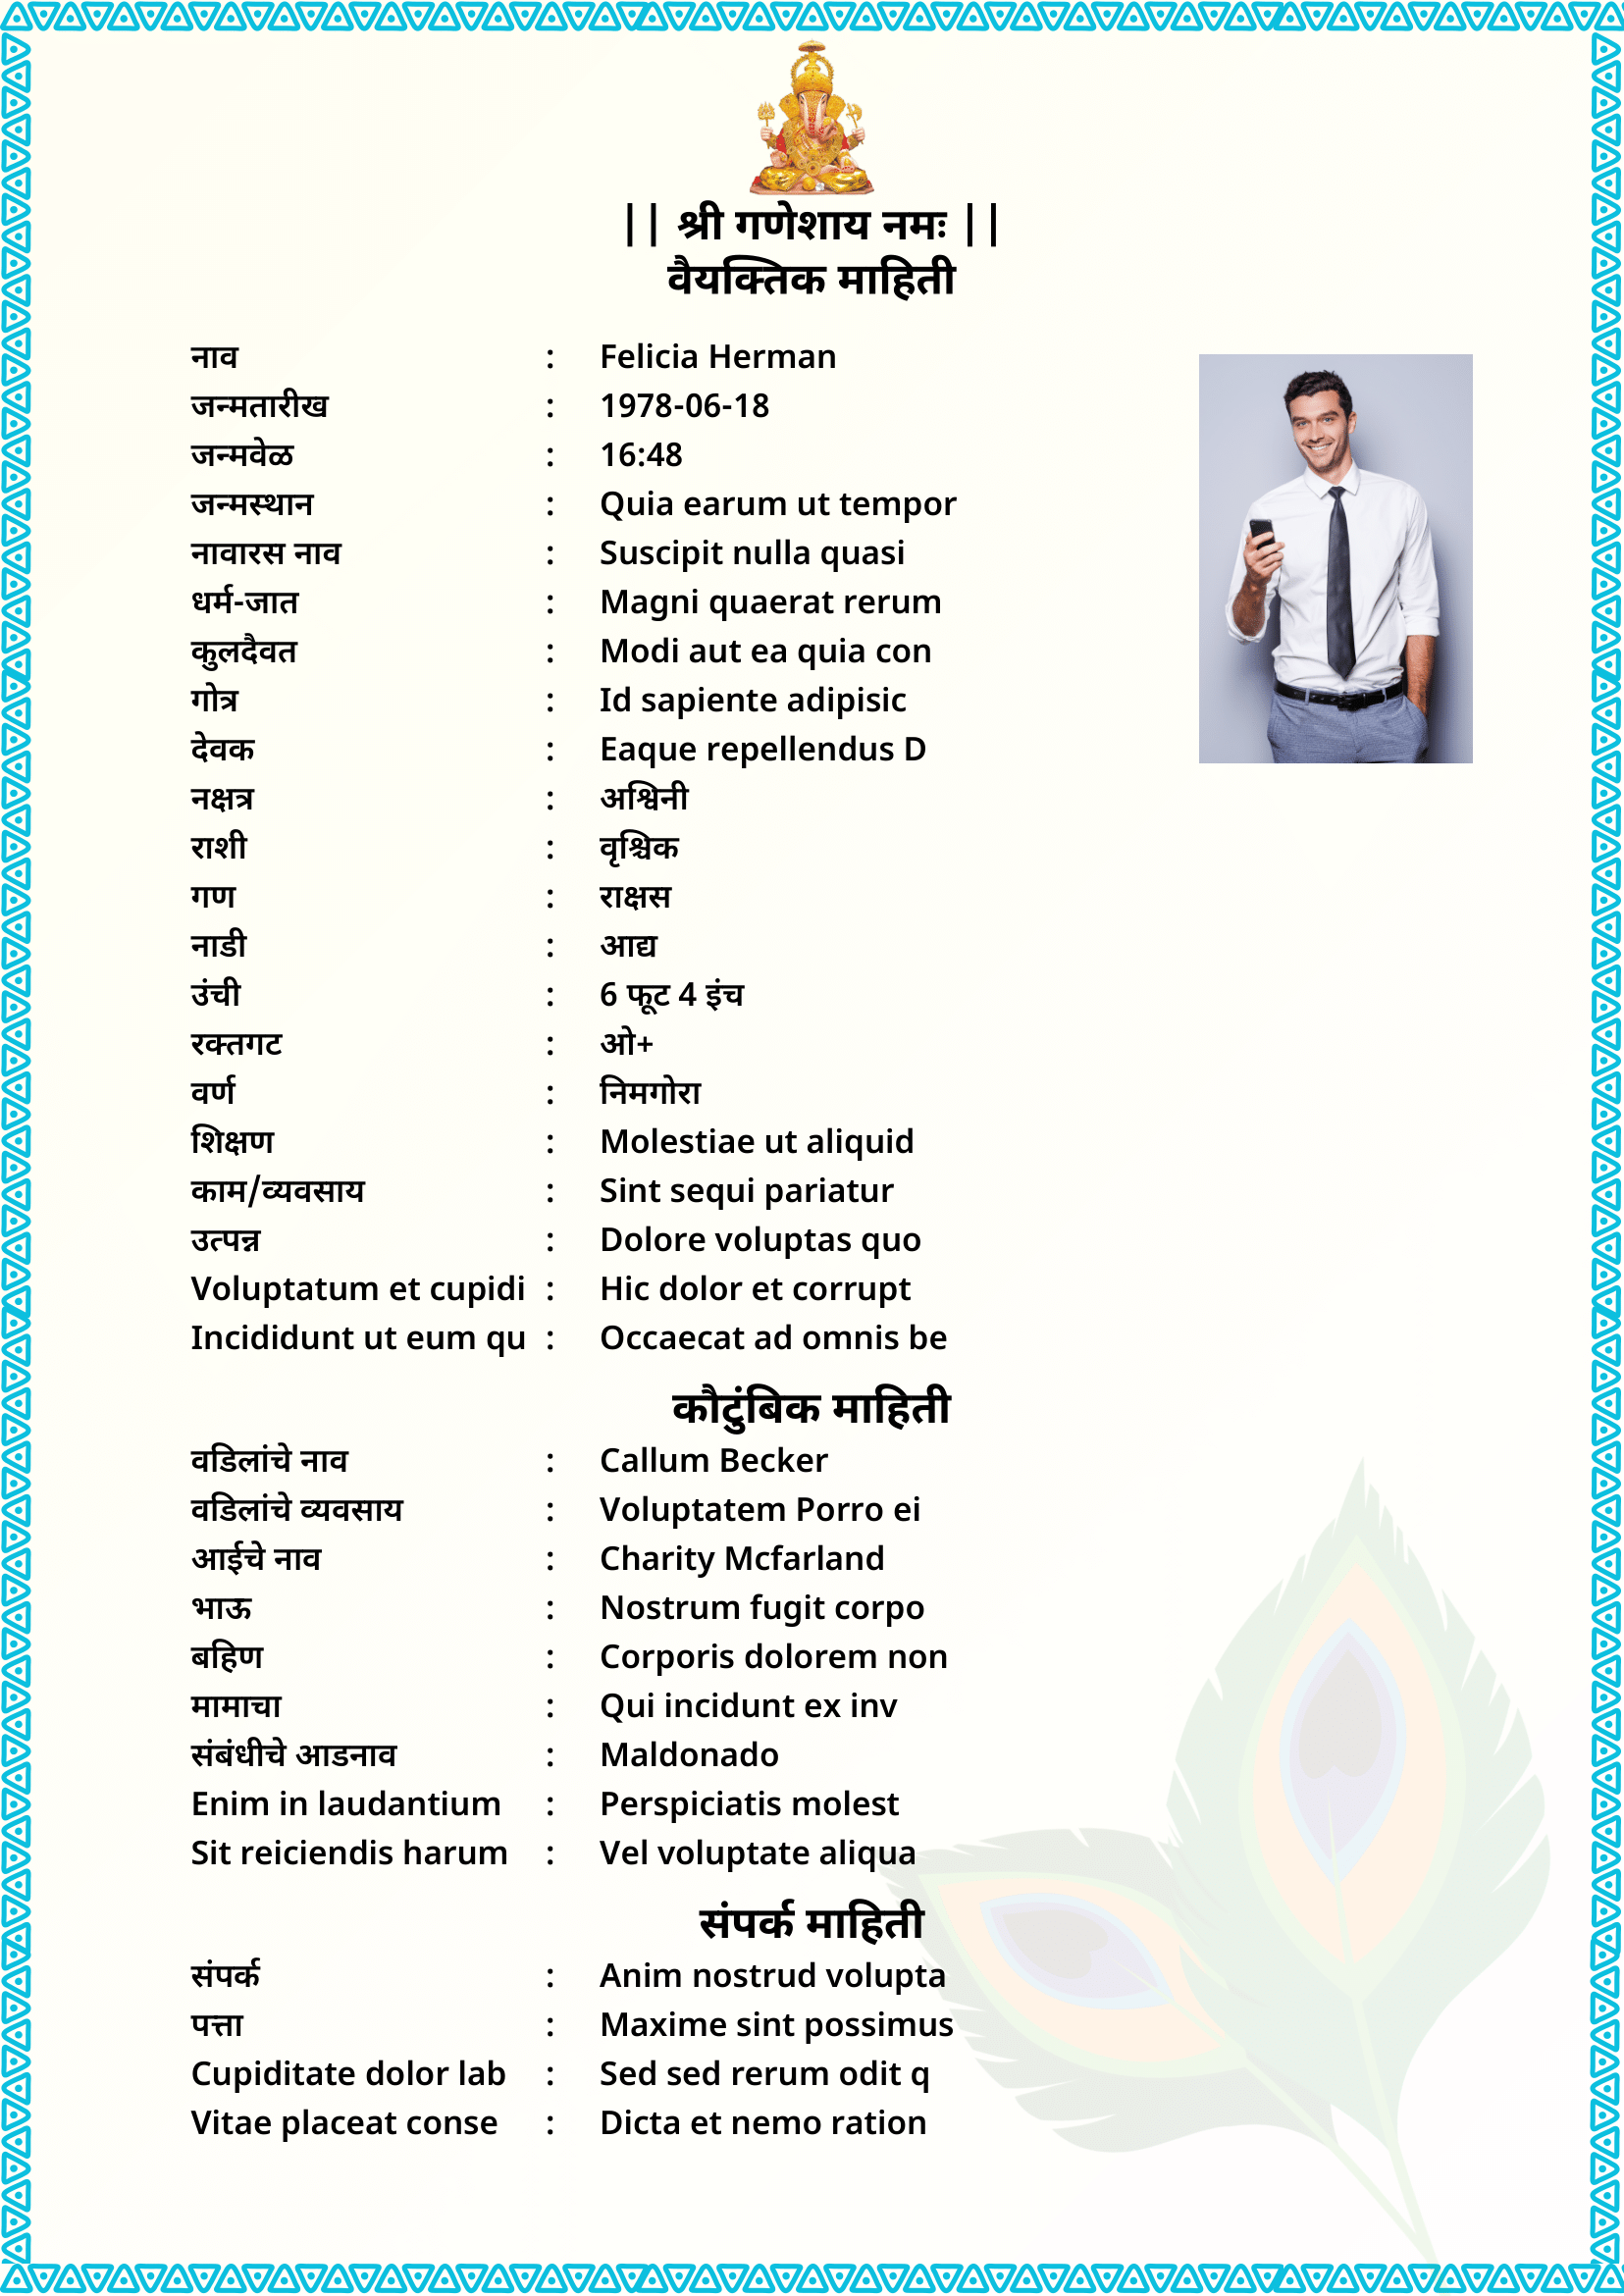 || श्री गणेशाय नमः ||
वैयक्तिक माहिती
नाव : Felicia Herman
जन्मतारीख : 1978-06-18
जन्मवेळ : 16:48
जन्मस्थान : Quia earum ut tempor
नावारस नाव : Suscipit nulla quasi
धर्म-जात : Magni quaerat rerum
कुलदैवत : Modi aut ea quia con
गोत्र : Id sapiente adipisic
देवक : Eaque repellendus D
नक्षत्र : अश्विनी
राशी : वृश्चिक
गण : राक्षस
नाडी : आद्य
उंची : 6 फूट 4 इंच
रक्तगट : ओ+
वर्ण : निमगोरा
शिक्षण : Molestiae ut aliquid
काम/व्यवसाय : Sint sequi pariatur
उत्पन्न : Dolore voluptas quo
Voluptatum et cupidi : Hic dolor et corrupt
Incididunt ut eum qu : Occaecat ad omnis be
कौटुंबिक माहिती
वडिलांचे नाव : Callum Becker
वडिलांचे व्यवसाय : Voluptatem Porro ei
आईचे नाव : Charity Mcfarland
भाऊ : Nostrum fugit corpo
बहिण : Corporis dolorem non
मामाचा : Qui incidunt ex inv
संबंधीचे आडनाव : Maldonado
Enim in laudantium : Perspiciatis molest
Sit reiciendis harum : Vel voluptate aliqua
संपर्क माहिती
संपर्क : Anim nostrud volupta
पत्ता : Maxime sint possimus
Cupiditate dolor lab : Sed sed rerum odit q
Vitae placeat conse : Dicta et nemo ration